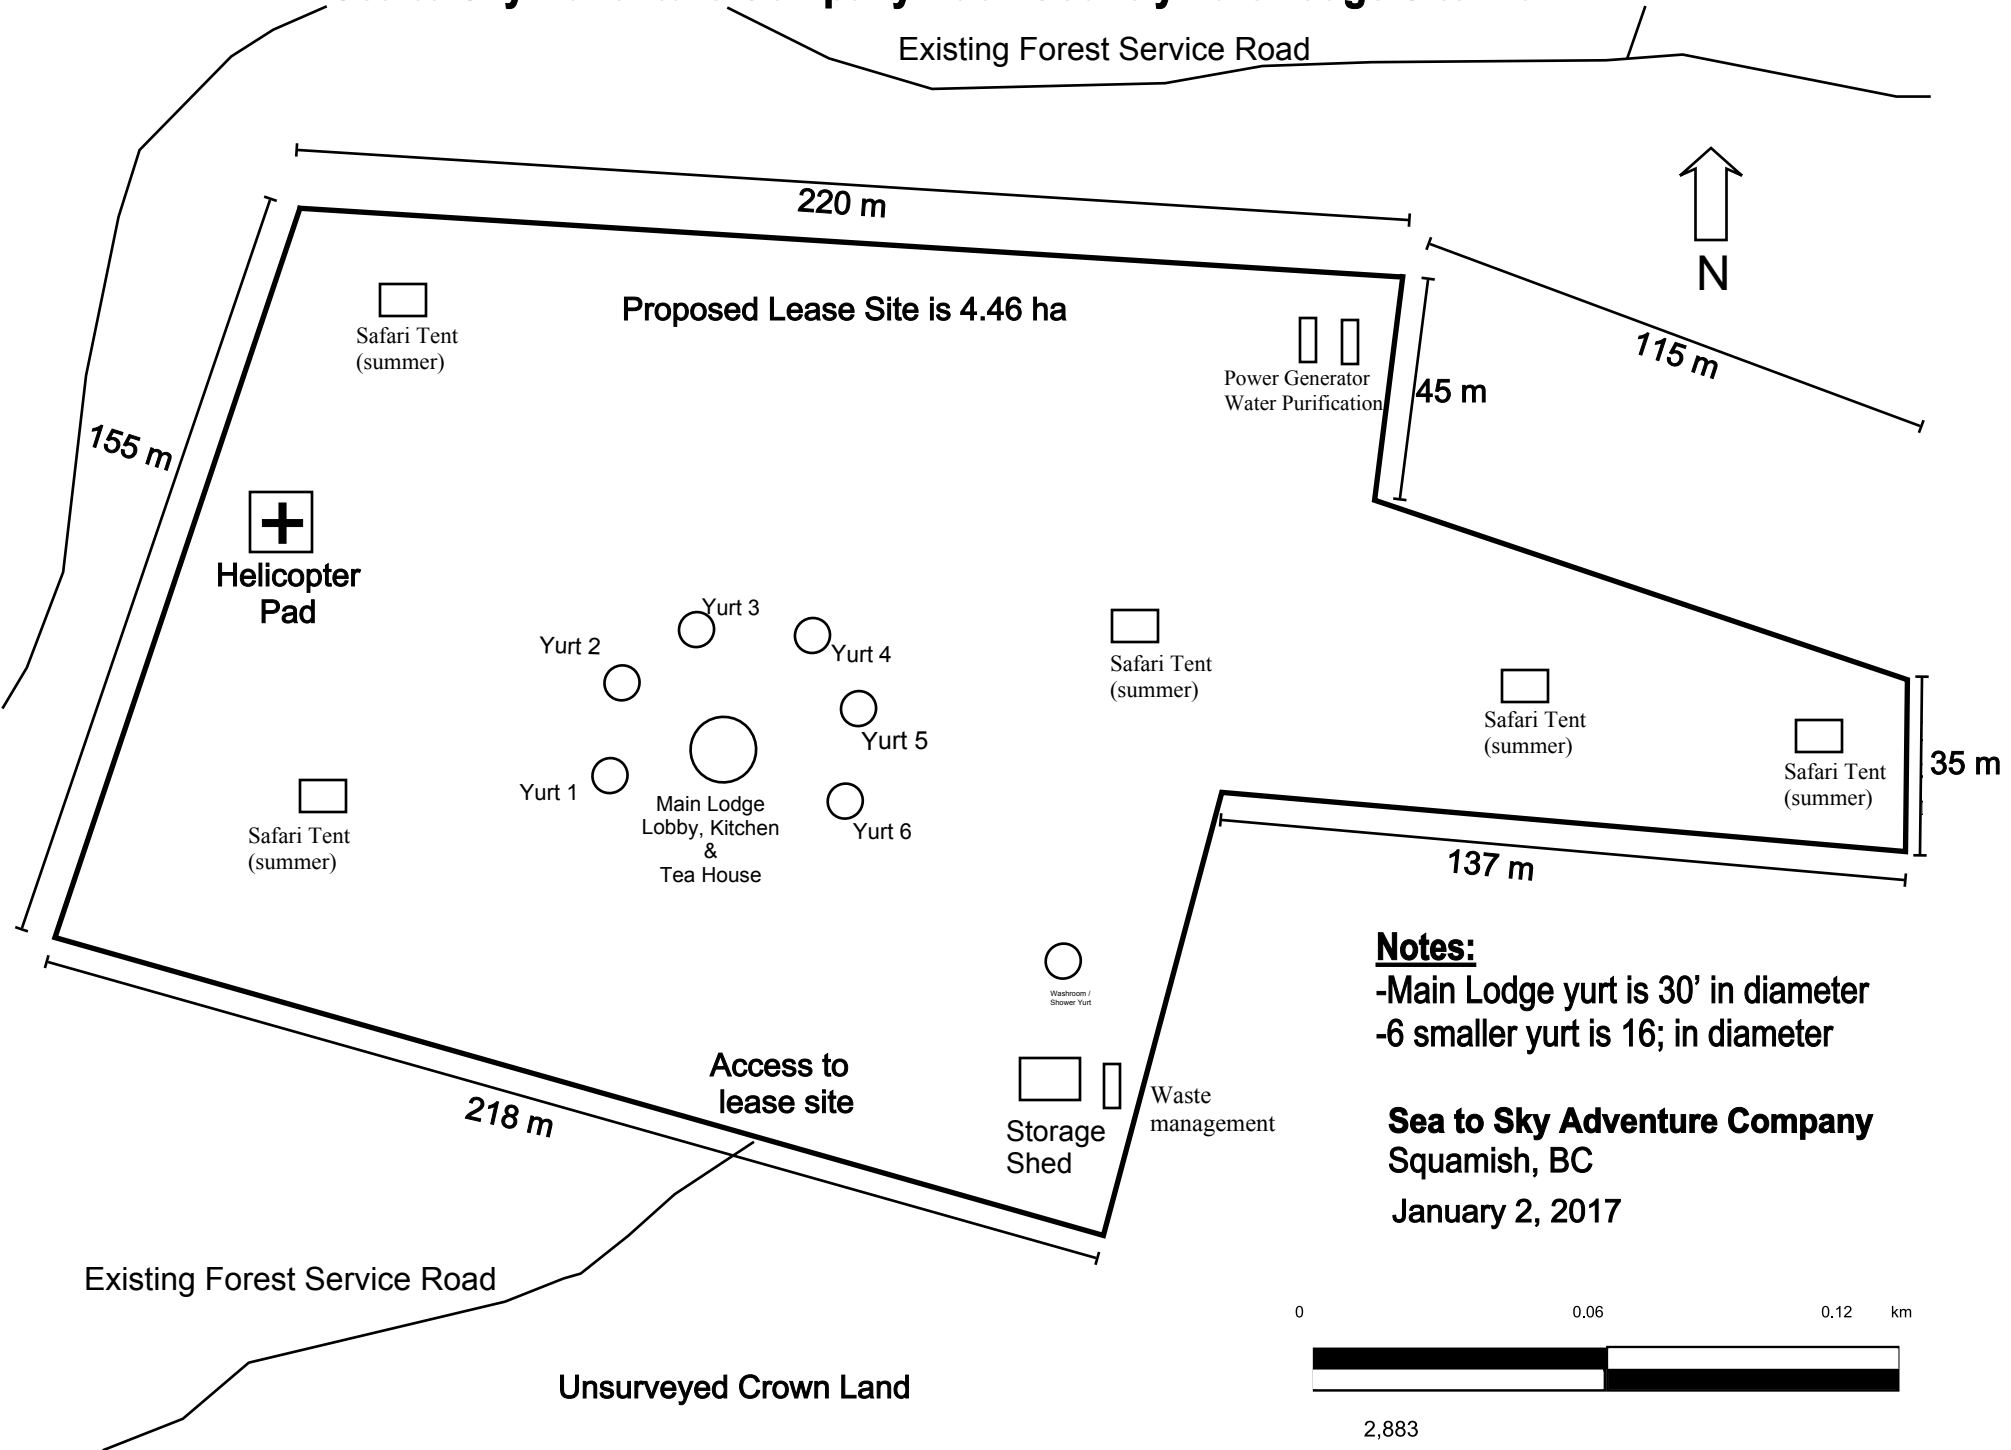 Existing Forest Service Road
220 m
N
Proposed Lease Site is 4.46 ha
Safari Tent
(summer)
115 m
Power Generator
Water Purification
45 m
155 m
Helicopter
Pad
Yurt 3
Yurt 2
Yurt 4
Safari Tent
(summer)
Yurt 5
Safari Tent
(summer)
35 m
Safari Tent
(summer)
Yurt 1
Main Lodge
Lobby, Kitchen
&
Tea House
Yurt 6
Safari Tent
(summer)
137 m
Notes:
-Main Lodge yurt is 30’ in diameter
-6 smaller yurt is 16; in diameter
Washroom /
Shower Yurt
Access to
lease site
218 m
Storage
Shed
Waste
management
Sea to Sky Adventure Company
Squamish, BC
January 2, 2017
Existing Forest Service Road
Unsurveyed Crown Land
0 0.06 0.12 km
2,883